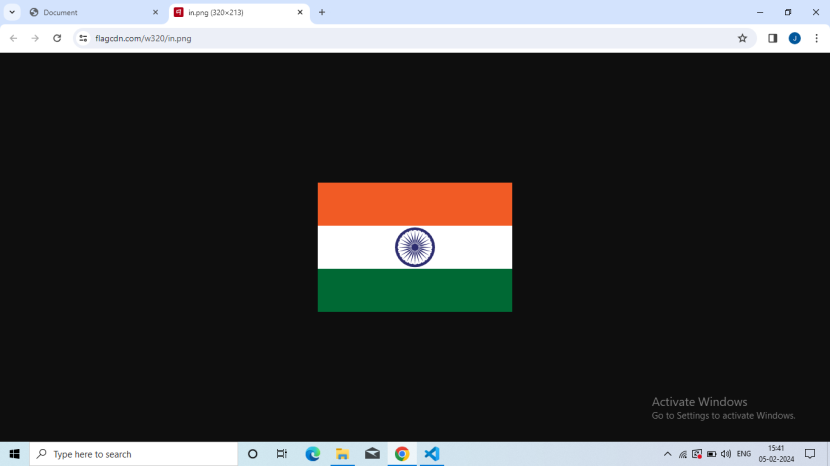 Document
in.png (320×213)
flagcdn.com/w320/in.png
J
Activate Windows
Go to Settings to activate Windows.
Type here to search
ENG
15:41
05-02-2024